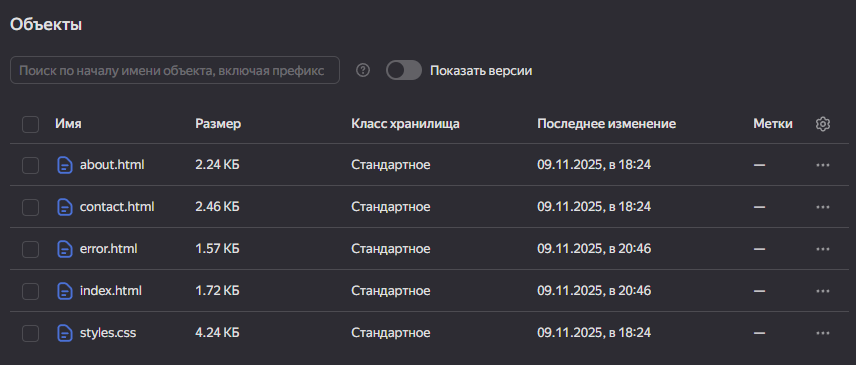 Объекты
Поиск по началу имени объекта, включая префикс ? Показать версии
Имя Размер Класс хранилища Последнее изменение Метки
about.html 2.24 КБ Стандартное 09.11.2025, в 18:24 — ...
contact.html 2.46 КБ Стандартное 09.11.2025, в 18:24 — ...
error.html 1.57 КБ Стандартное 09.11.2025, в 20:46 — ...
index.html 1.72 КБ Стандартное 09.11.2025, в 20:46 — ...
styles.css 4.24 КБ Стандартное 09.11.2025, в 18:24 — ...